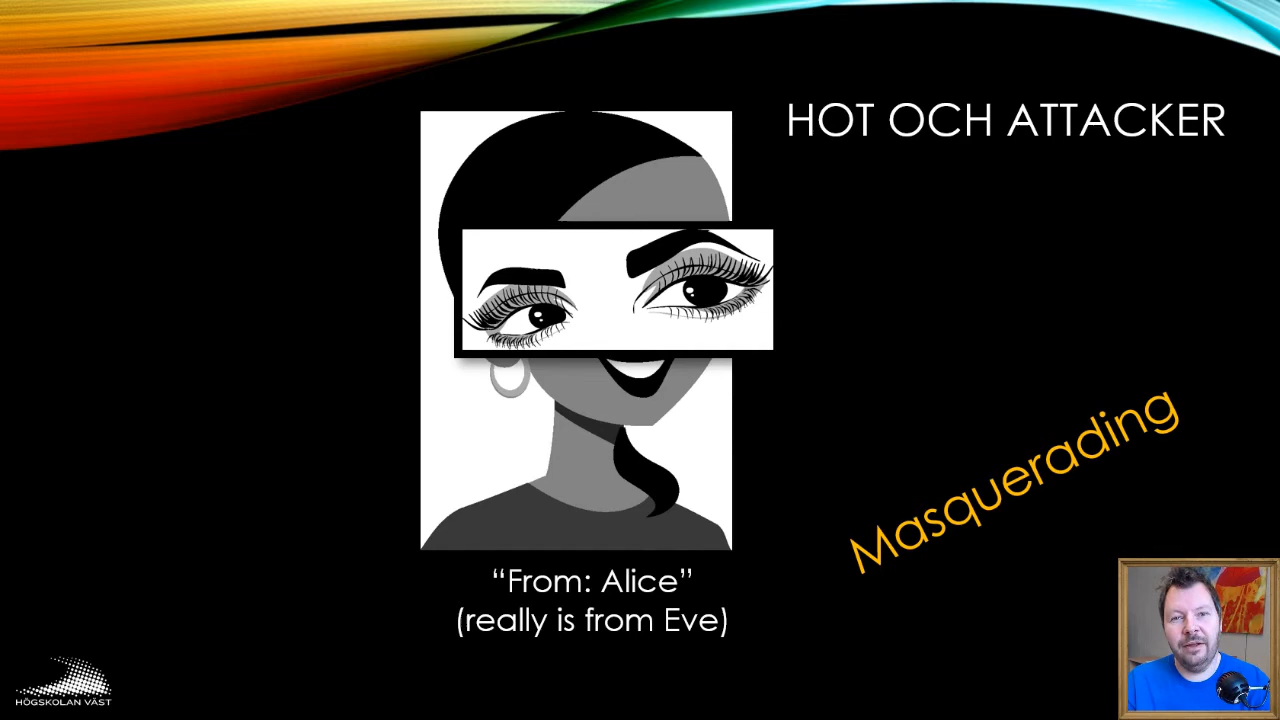 HOT OCH ATTACKER
Masquerading
“From: Alice”
(really is from Eve)
HÖGSKOLAN VÄST